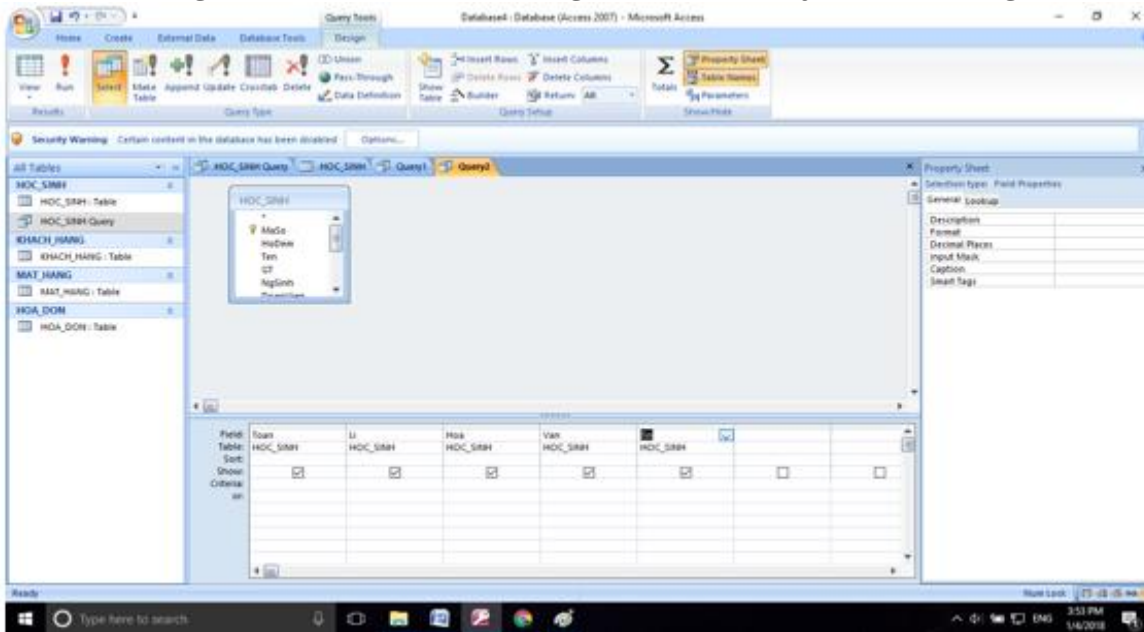 Query Tools
Database4 : Database (Access 2007) - Microsoft Access
Home Create External Data Database Tools Design
View Run Select Make Table Append Update Crosstab Delete
Union
Pass-Through
Data Definition
Show Table
Insert Rows
Delete Rows
Builder
Insert Columns
Delete Columns
Return: All
Totals
Property Sheet
Table Names
Parameters
Results Query Type Query Setup Show/Hide
Security Warning Certain content in the database has been disabled Options...
All Tables
HOC_SINH
HOC_SINH : Table
HOC_SINH Query
KHACH_HANG
KHACH_HANG : Table
MAT_HANG
MAT_HANG : Table
HOA_DON
HOA_DON : Table
HOC_SINH Query HOC_SINH Query1 Query2
HOC_SINH
*
MaSo
HoDem
Ten
GT
NgSinh
Field: Toan Li Hoa Van
Table: HOC_SINH HOC_SINH HOC_SINH HOC_SINH HOC_SINH
Sort:
Show:
Criteria:
or:
Property Sheet
Selection type: Field Properties
General Lookup
Description
Format
Decimal Places
Input Mask
Caption
Smart Tags
Ready
Num Lock
Type here to search
ENG
3:53 PM
1/4/2018